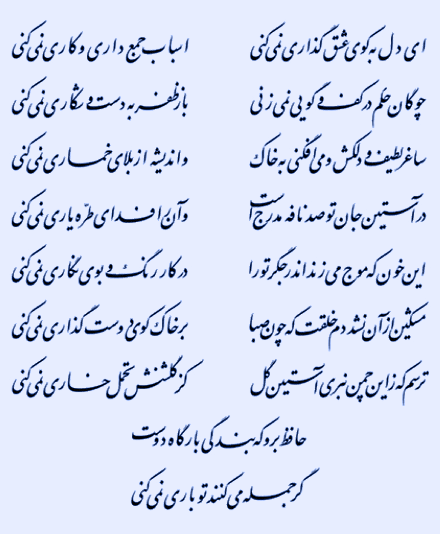 ای دل به کوی عشق گذاری نمی‌کنی اسباب جمع داری و کاری نمی‌کنی
چوگان حکم در کف و گویی نمی‌زنی باز ظفر به دست و شکاری نمی‌کنی
ساغر لطیف و دلکش و می افکنی به خاک و اندیشه از بلای خماری نمی‌کنی
در آستین جان تو صد نافه مدرج است وان را فدای طره یاری نمی‌کنی
این خون که موج می‌زند اندر جگر تو را در کار رنگ و بوی نگاری نمی‌کنی
مشکین از آن نشد دم خلقت که چون صبا بر خاک کوی دوست گذاری نمی‌کنی
ترسم که زاین چمن نبری آستین گل کز گلشنش تحمل خاری نمی‌کنی
حافظ برو که بندگی بارگاه دوست
گر جمله می‌کنند تو باری نمی‌کنی